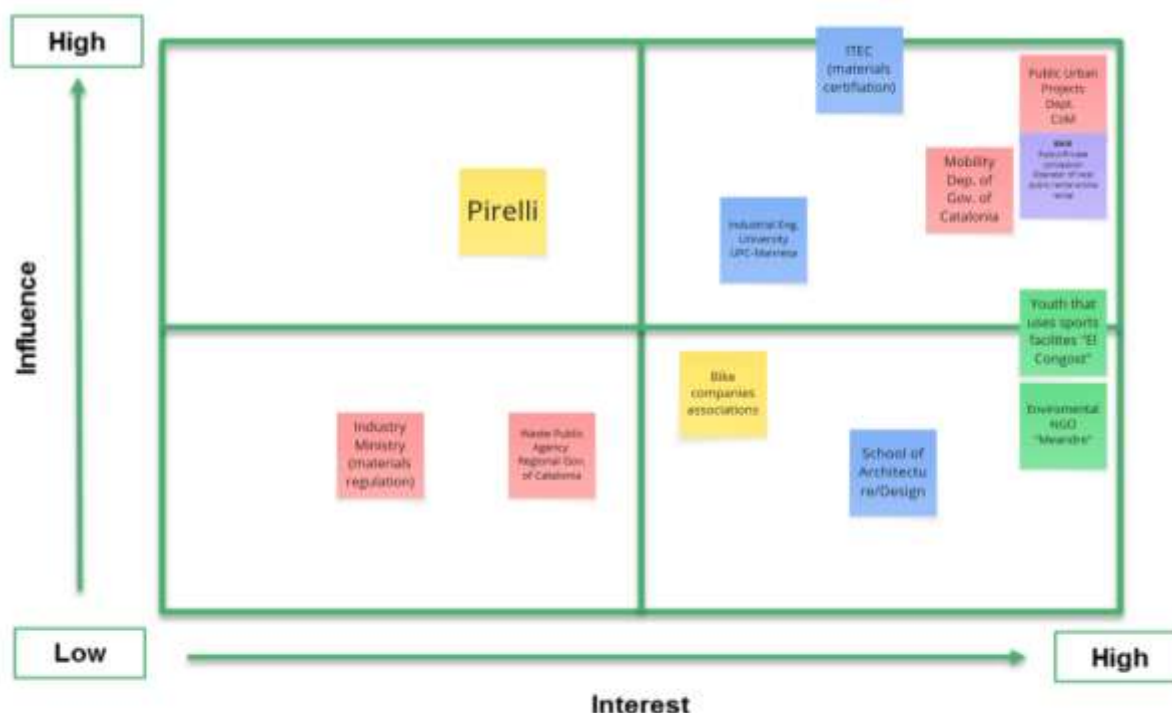 High
ITEC
(materials
certifiation)
Public Urban
Projects
Dept.
CoM
Mobility
Dep. of
Gov. of
Catalonia
Pirelli
Industrial Eng.
University
UPC-Manresa
Influence
Youth that
uses sports
facilites "El
Congost"
Bike
companies
associations
Enviromental
NGO
"Meandre"
Industry
Ministry
(materials
regulation)
Waste Public
Agency
Regional Gov.
of Catalonia
School of
Architectu
re/Design
Low
High
Interest